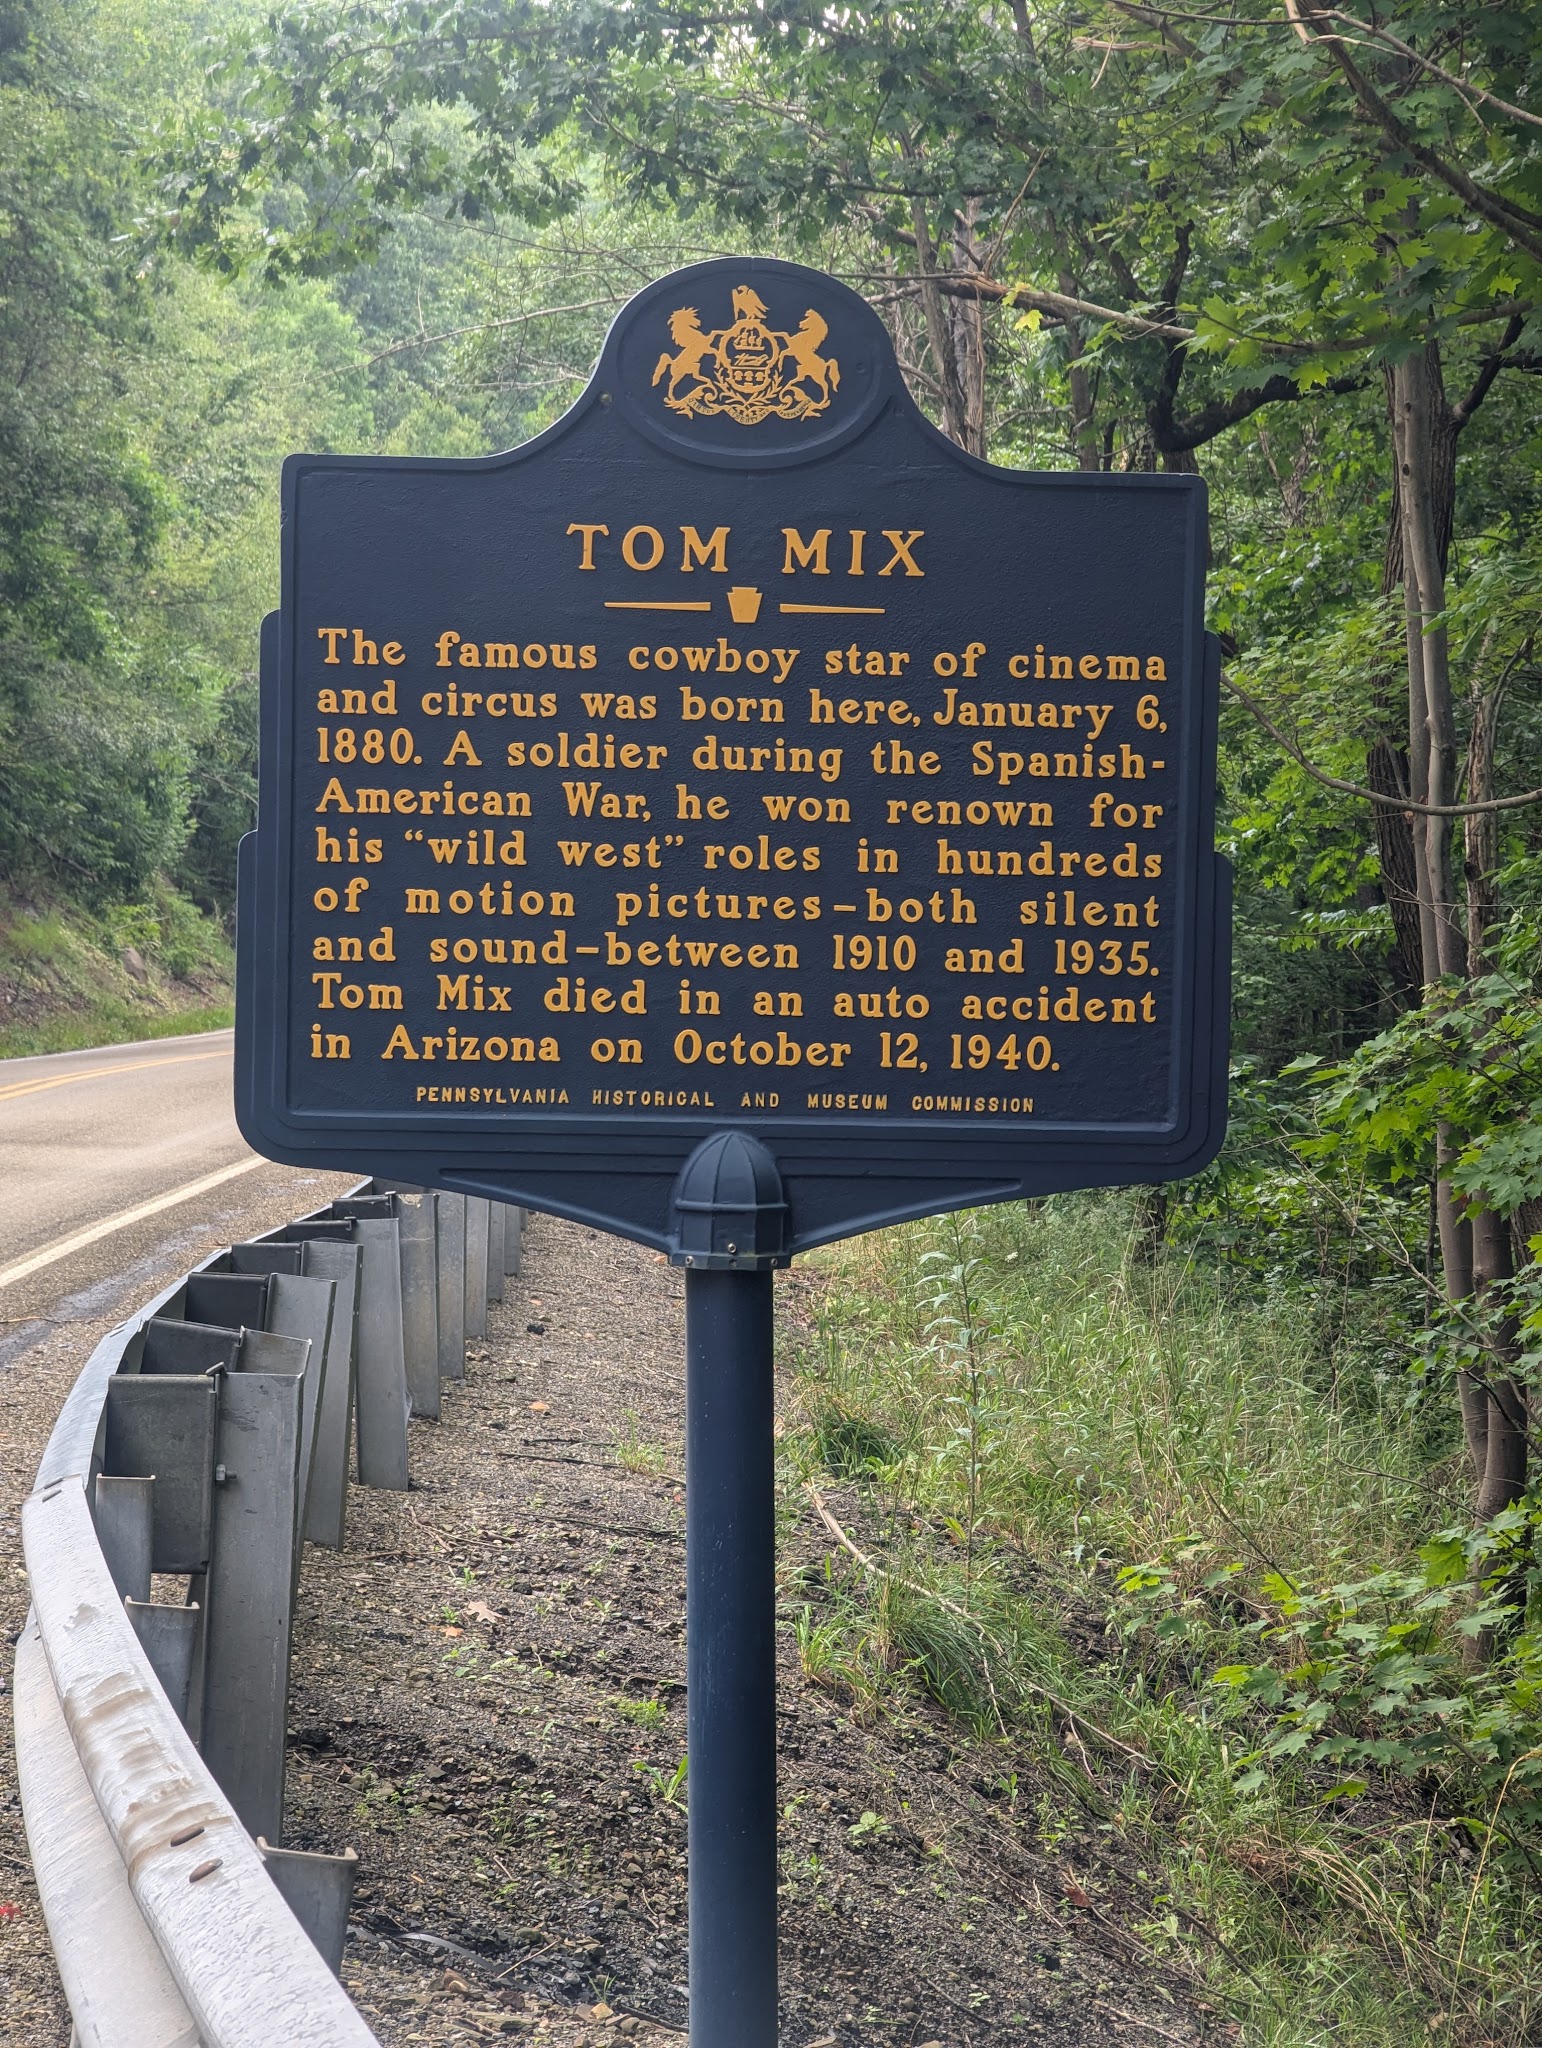 TOM MIX
The famous cowboy star of cinema
and circus was born here, January 6,
1880. A soldier during the Spanish-
American War, he won renown for
his “wild west” roles in hundreds
of motion pictures–both silent
and sound–between 1910 and 1935.
Tom Mix died in an auto accident
in Arizona on October 12, 1940.
PENNSYLVANIA HISTORICAL AND MUSEUM COMMISSION